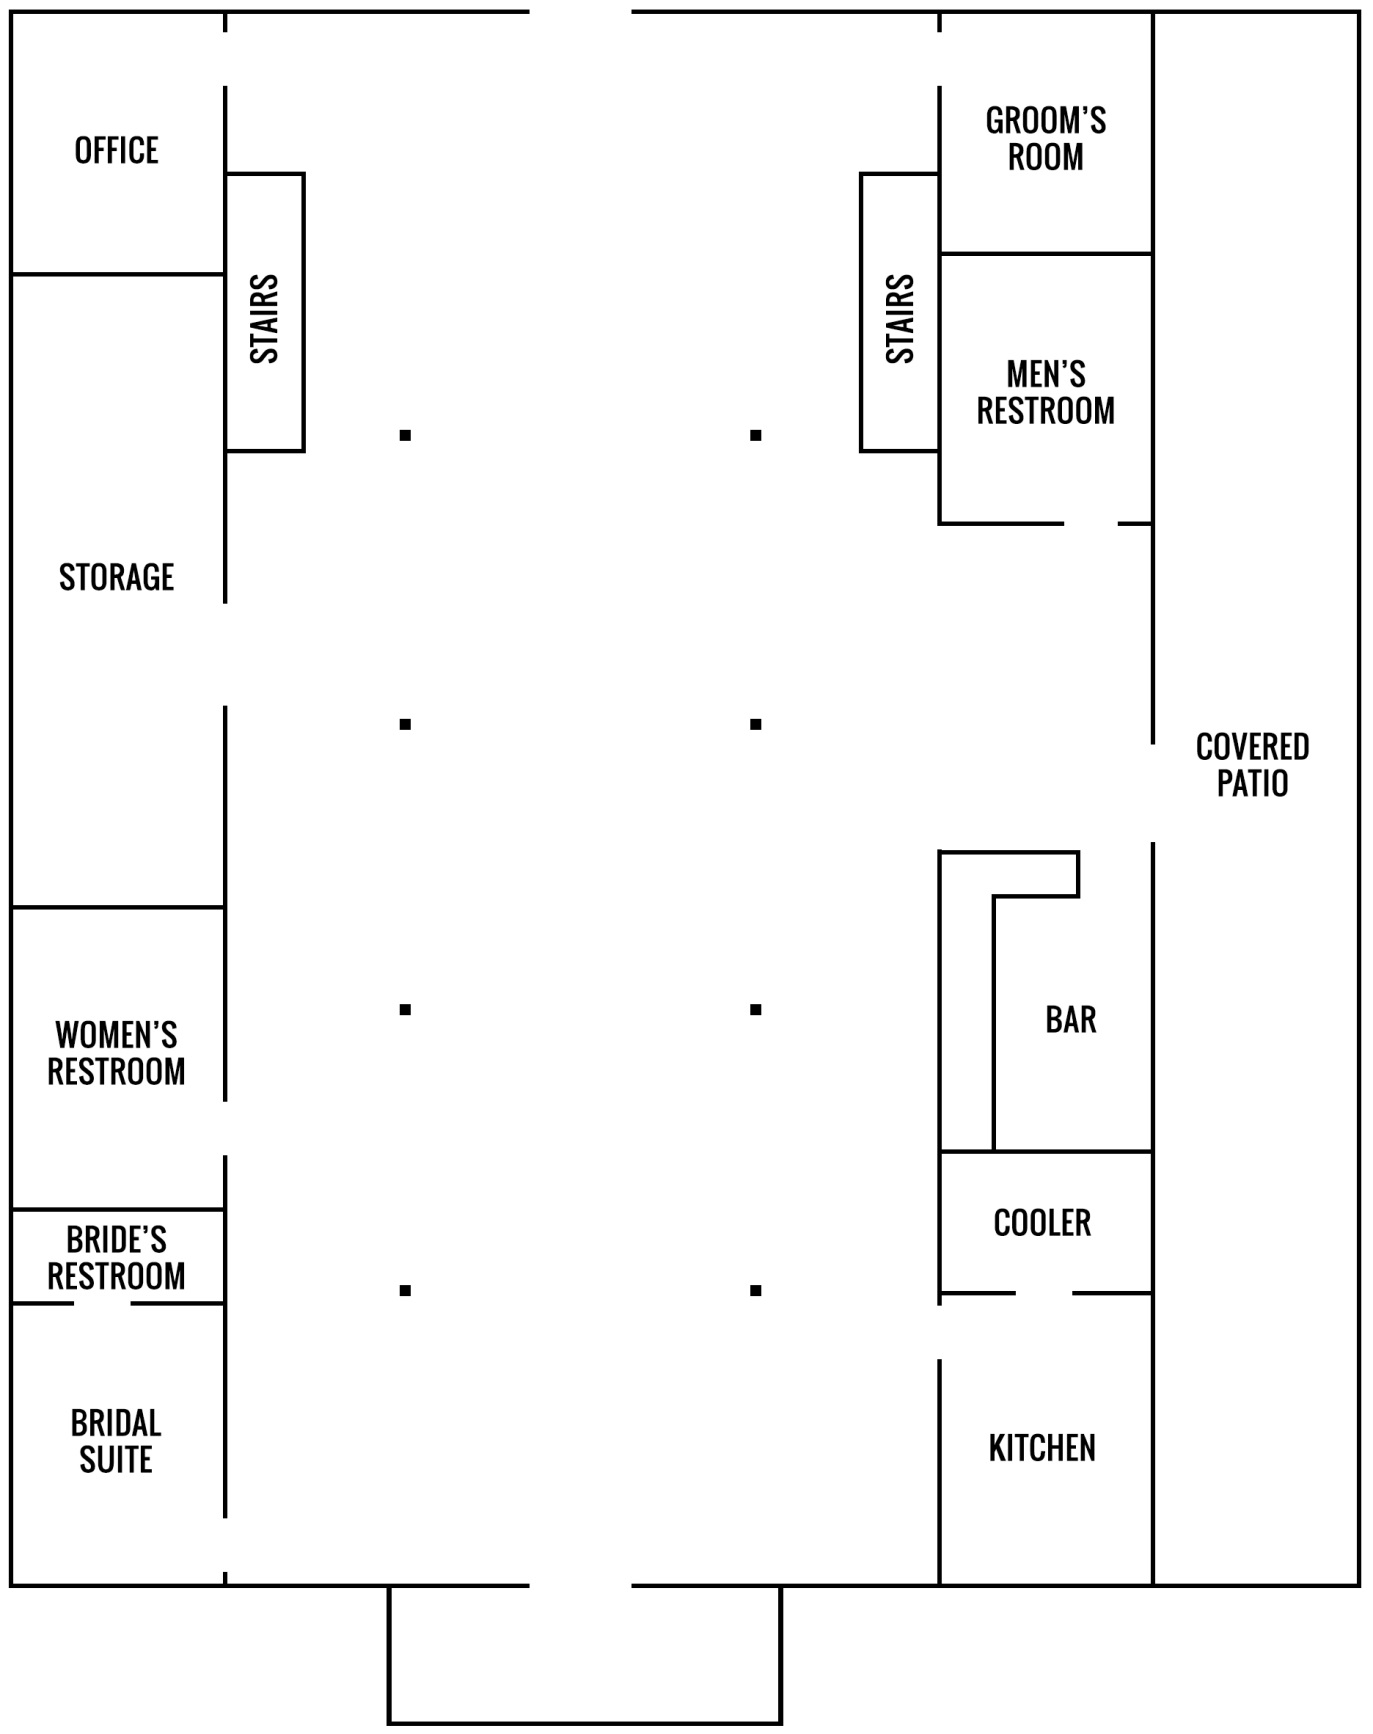 OFFICE
GROOM'S
ROOM
STAIRS
STAIRS
MEN'S
RESTROOM
STORAGE
COVERED
PATIO
WOMEN'S
RESTROOM
BAR
BRIDE'S
RESTROOM
COOLER
BRIDAL
SUITE
KITCHEN